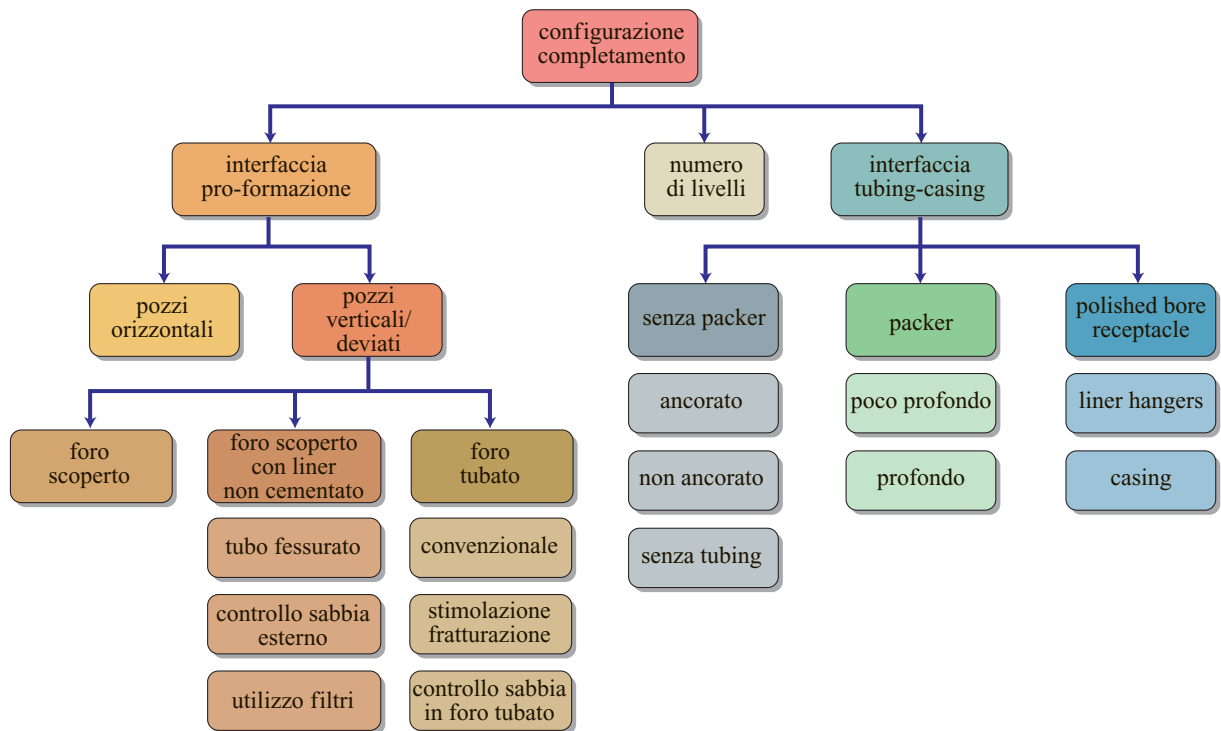 configurazione
completamento
interfaccia
pro-formazione
numero
di livelli
interfaccia
tubing-casing
pozzi
orizzontali
pozzi
verticali/
deviati
senza packer
packer
polished bore
receptacle
ancorato
poco profondo
liner hangers
non ancorato
profondo
casing
senza tubing
foro
scoperto
foro scoperto
con liner
non cementato
foro
tubato
tubo fessurato
convenzionale
controllo sabbia
esterno
stimolazione
fratturazione
utilizzo filtri
controllo sabbia
in foro tubato